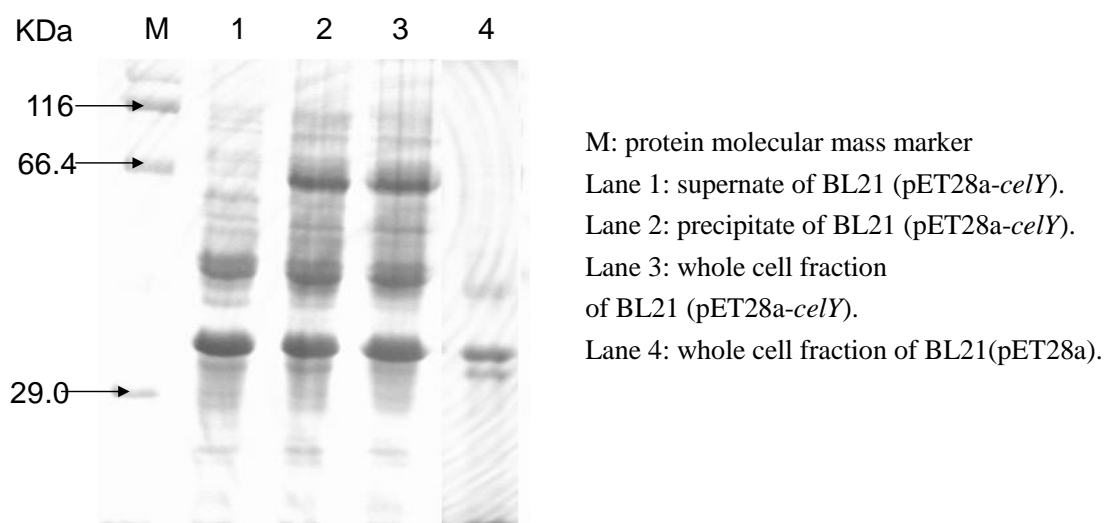 KDa M 1 2 3 4
116
66.4
29.0
M: protein molecular mass marker
Lane 1: supernate of BL21 (pET28a-celY).
Lane 2: precipitate of BL21 (pET28a-celY).
Lane 3: whole cell fraction
of BL21 (pET28a-celY).
Lane 4: whole cell fraction of BL21(pET28a).